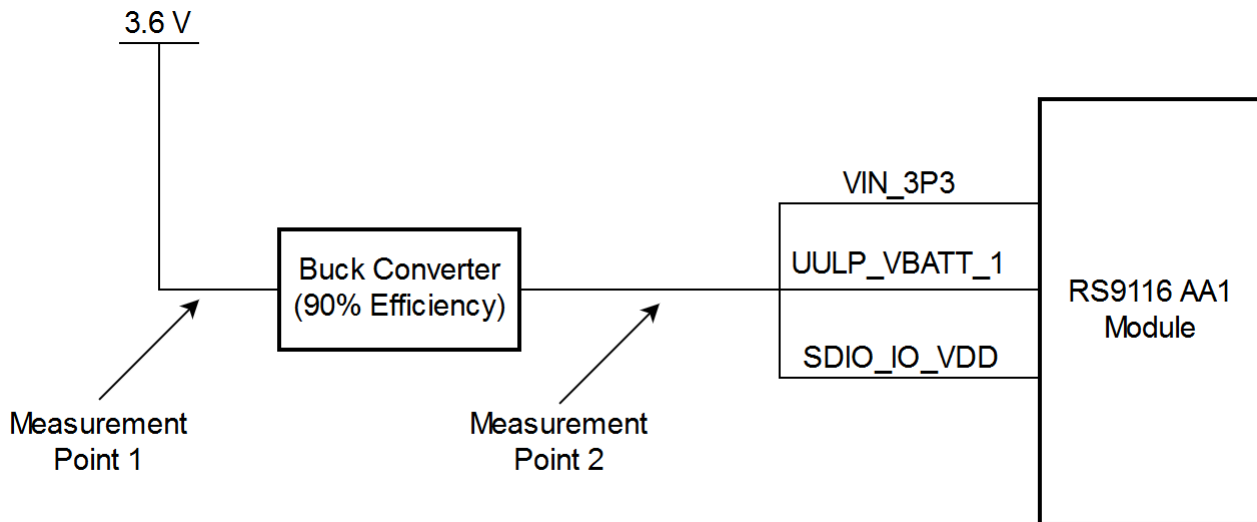 3.6 V
VIN_3P3
Buck Converter
(90% Efficiency)
UULP_VBATT_1
RS9116 AA1
Module
SDIO_IO_VDD
Measurement
Point 1
Measurement
Point 2